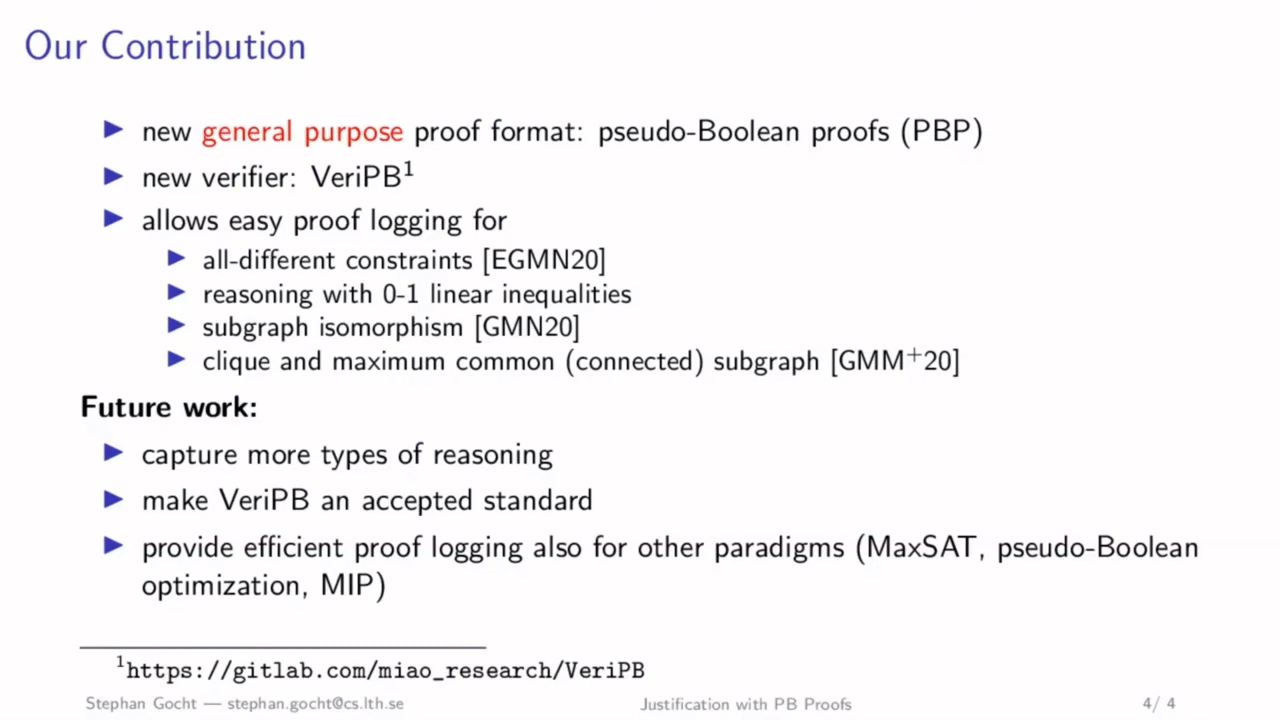 Our Contribution
▶ new general purpose proof format: pseudo-Boolean proofs (PBP)
▶ new verifier: VeriPB¹
▶ allows easy proof logging for
▶ all-different constraints [EGMN20]
▶ reasoning with 0-1 linear inequalities
▶ subgraph isomorphism [GMN20]
▶ clique and maximum common (connected) subgraph [GMM⁺20]
Future work:
▶ capture more types of reasoning
▶ make VeriPB an accepted standard
▶ provide efficient proof logging also for other paradigms (MaxSAT, pseudo-Boolean
optimization, MIP)
¹https://gitlab.com/miao_research/VeriPB
Stephan Gocht — stephan.gocht@cs.lth.se Justification with PB Proofs 4/ 4